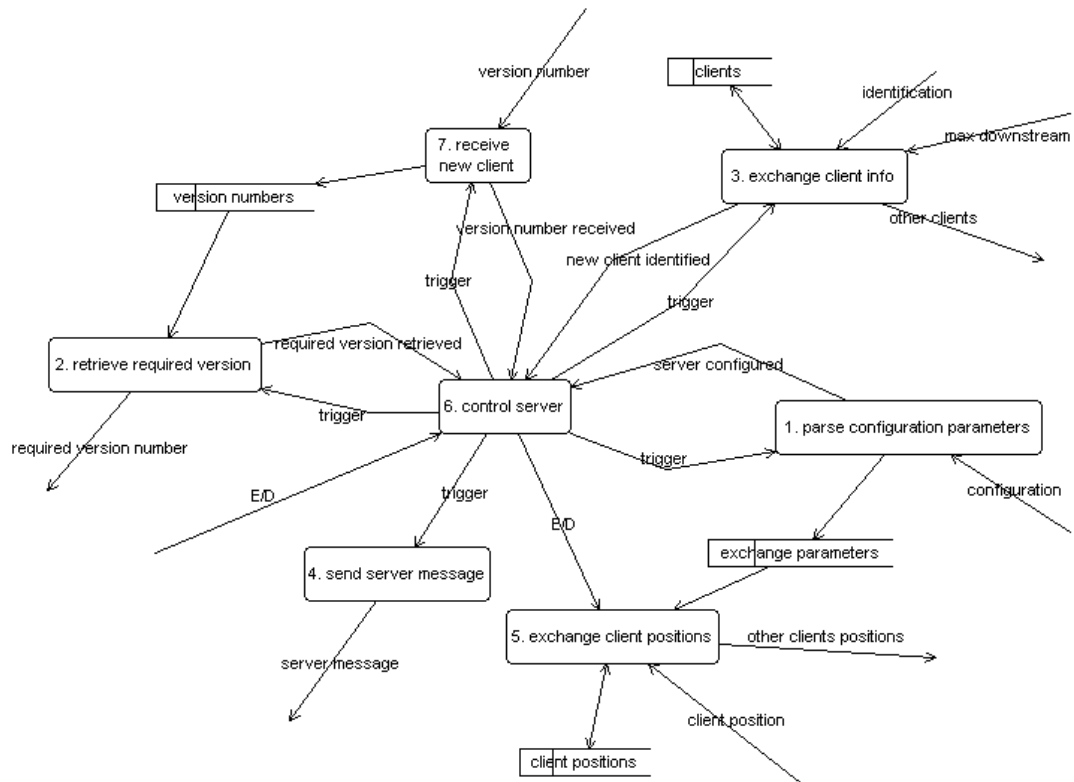 version number
clients
identification
max downstream
7. receive
new client
3. exchange client info
version numbers
other clients
version number received
new client identified
trigger
trigger
required version retrieved
server configured
2. retrieve required version
6. control server
trigger
1. parse configuration parameters
required version number
trigger
E/D
trigger
configuration
E/D
exchange parameters
4. send server message
5. exchange client positions
other clients positions
server message
client position
client positions